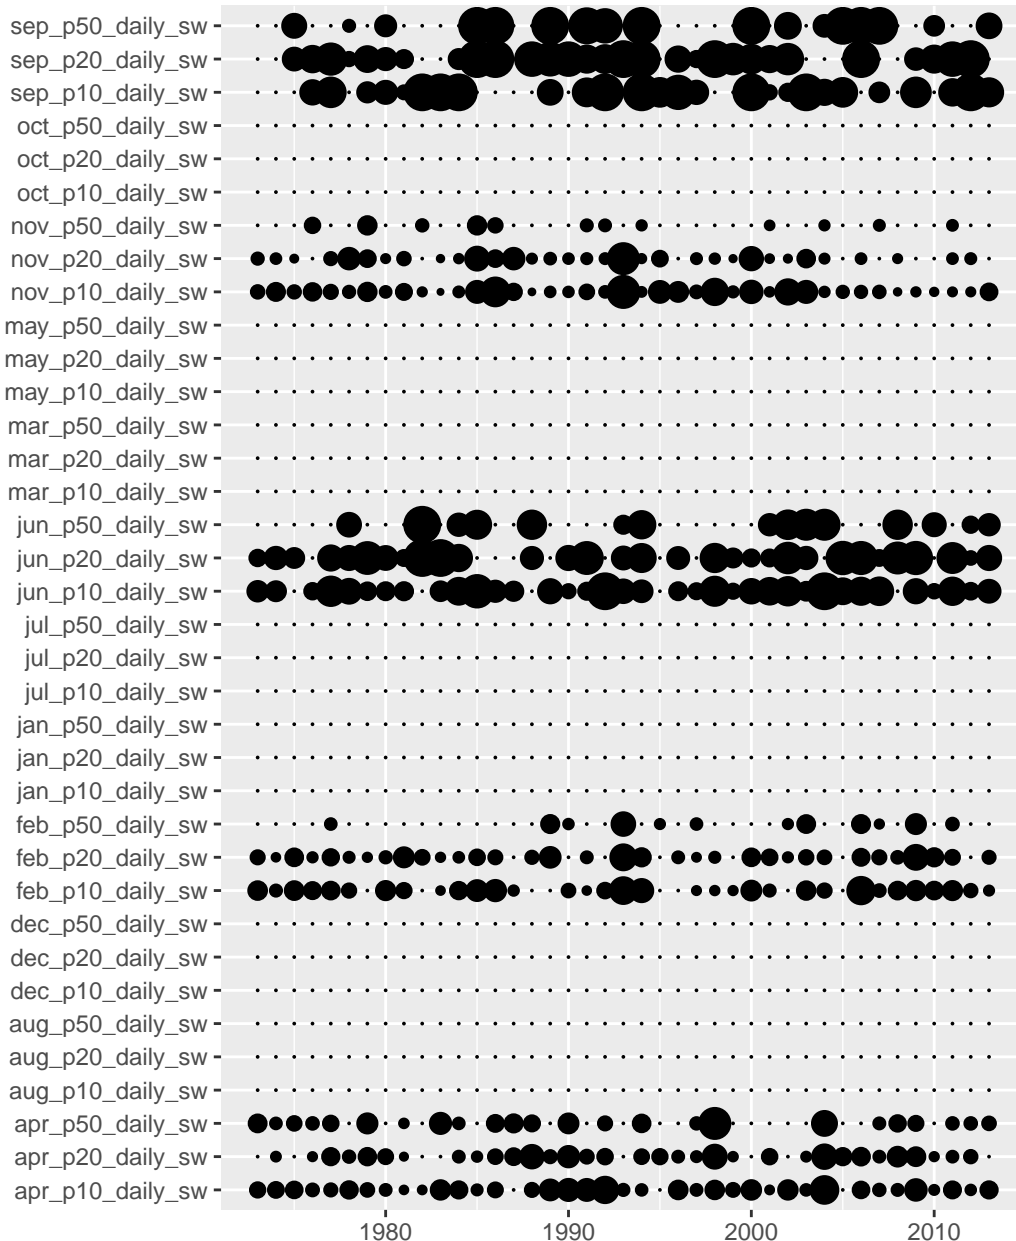 sep_p50_daily_sw
sep_p20_daily_sw
sep_p10_daily_sw
oct_p50_daily_sw
oct_p20_daily_sw
oct_p10_daily_sw
nov_p50_daily_sw
nov_p20_daily_sw
nov_p10_daily_sw
may_p50_daily_sw
may_p20_daily_sw
may_p10_daily_sw
mar_p50_daily_sw
mar_p20_daily_sw
mar_p10_daily_sw
jun_p50_daily_sw
jun_p20_daily_sw
jun_p10_daily_sw
jul_p50_daily_sw
jul_p20_daily_sw
jul_p10_daily_sw
jan_p50_daily_sw
jan_p20_daily_sw
jan_p10_daily_sw
feb_p50_daily_sw
feb_p20_daily_sw
feb_p10_daily_sw
dec_p50_daily_sw
dec_p20_daily_sw
dec_p10_daily_sw
aug_p50_daily_sw
aug_p20_daily_sw
aug_p10_daily_sw
apr_p50_daily_sw
apr_p20_daily_sw
apr_p10_daily_sw
1980 1990 2000 2010